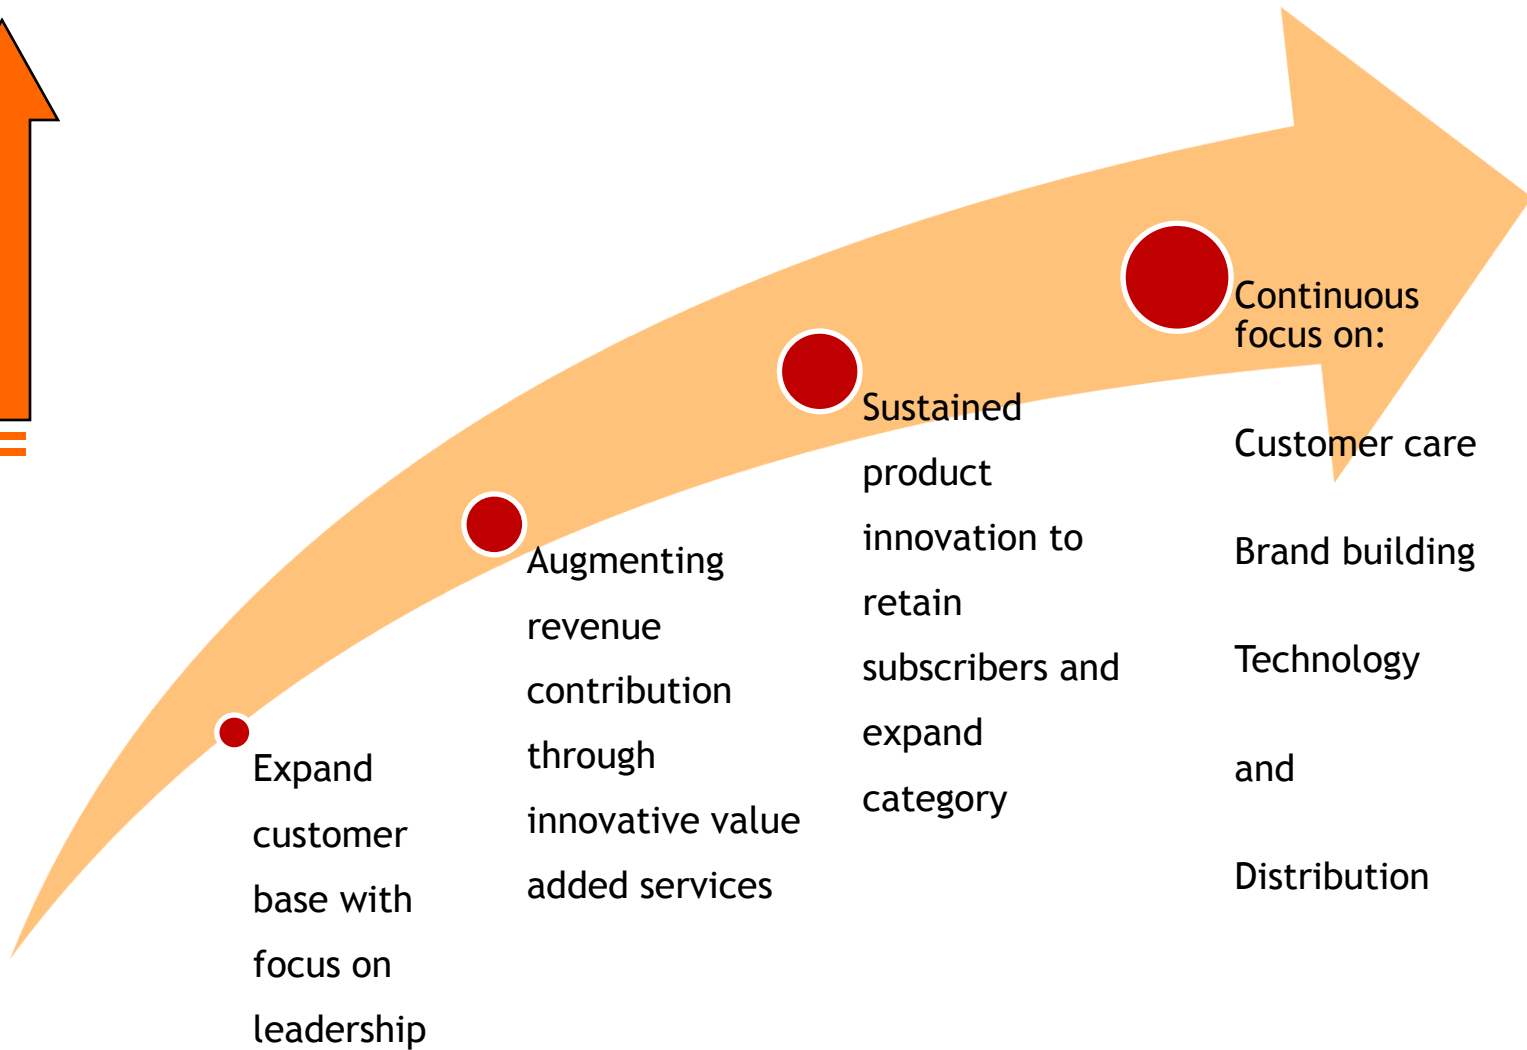 Expand
customer
base with
focus on
leadership
Augmenting
revenue
contribution
through
innovative value
added services
Sustained
product
innovation to
retain
subscribers and
expand
category
Continuous
focus on:
Customer care
Brand building
Technology
and
Distribution